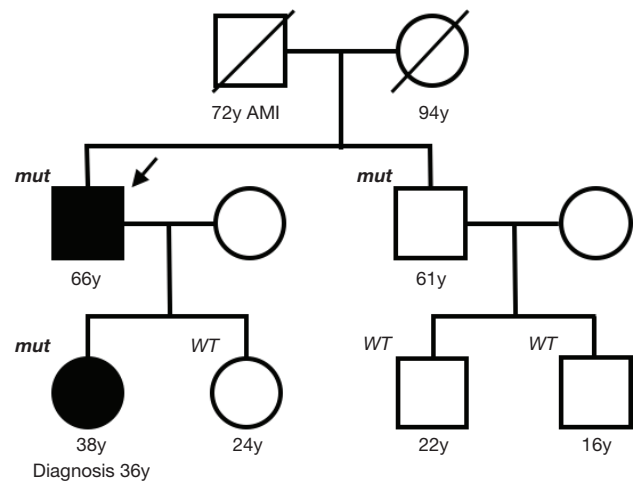 72y AMI 94y
mut mut
66y 61y
mut WT WT WT
38y 24y 22y 16y
Diagnosis 36y